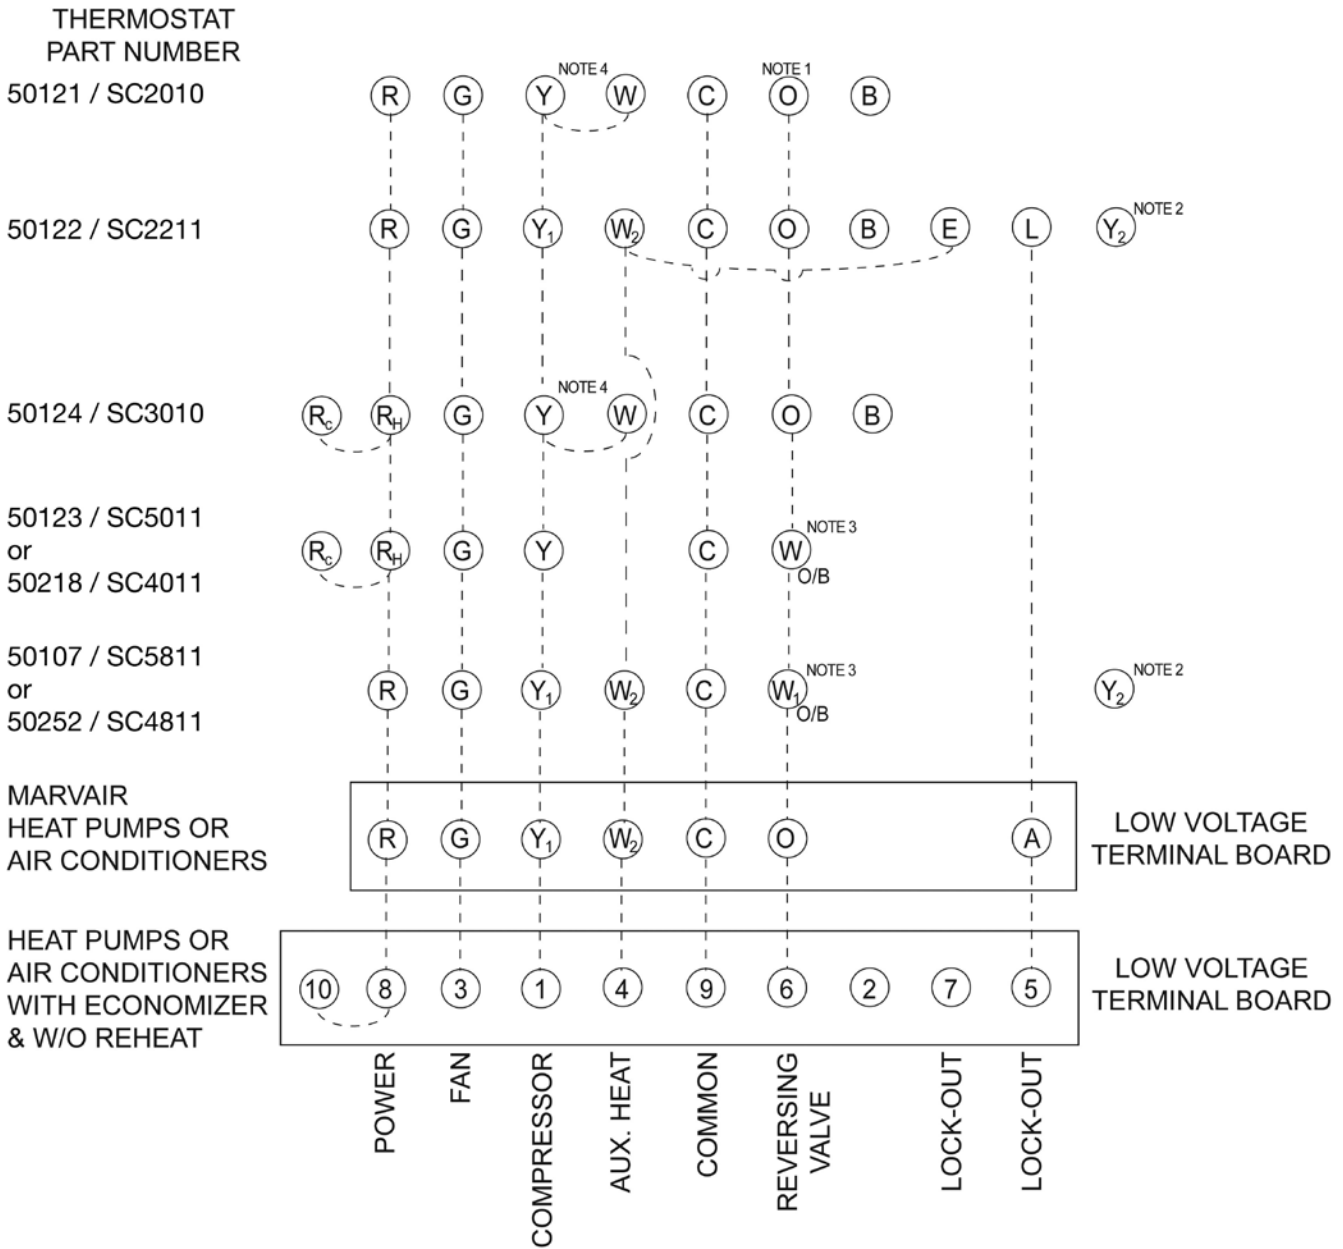 THERMOSTAT
PART NUMBER
50121 / SC2010
R G Y NOTE 4 W C NOTE 1 O B
50122 / SC2211
R G Y1 W2 C O B E L Y2 NOTE 2
50124 / SC3010
Rc RH G Y NOTE 4 W C O B
50123 / SC5011
or
50218 / SC4011
Rc RH G Y C W NOTE 3
O/B
50107 / SC5811
or
50252 / SC4811
R G Y1 W2 C W1 NOTE 3 Y2 NOTE 2
O/B
MARVAIR
HEAT PUMPS OR
AIR CONDITIONERS
R G Y1 W2 C O A
LOW VOLTAGE
TERMINAL BOARD
HEAT PUMPS OR
AIR CONDITIONERS
WITH ECONOMIZER
& W/O REHEAT
10 8 3 1 4 9 6 2 7 5
LOW VOLTAGE
TERMINAL BOARD
POWER
FAN
COMPRESSOR
AUX. HEAT
COMMON
REVERSING
VALVE
LOCK-OUT
LOCK-OUT